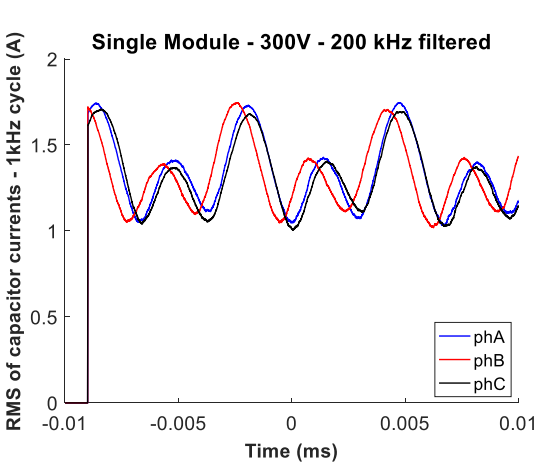 Single Module - 300V - 200 kHz filtered
RMS of capacitor currents - 1kHz cycle (A)
2
1.5
1
0.5
0
-0.01
-0.005
0
0.005
0.01
Time (ms)
phA
phB
phC